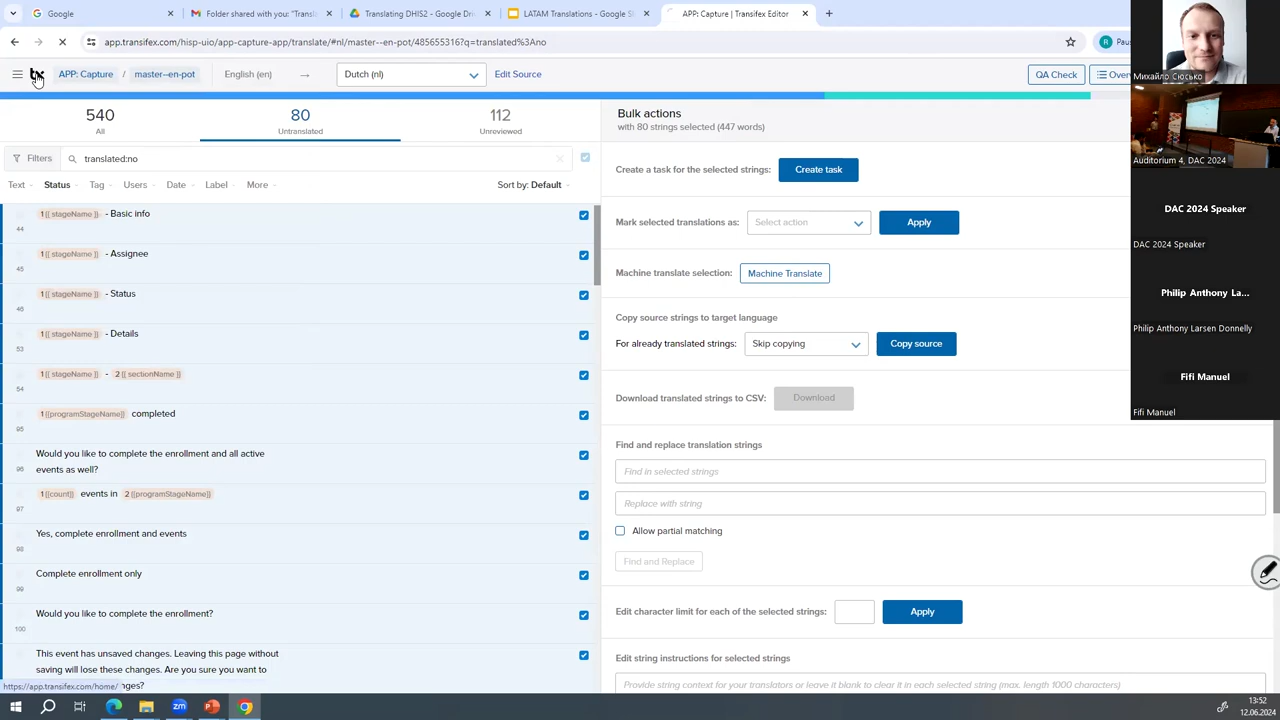 Google
Folder shared with you: "Transl
Translating DHIS2 - Google Dri
LATAM Translations - Google Sl
APP: Capture | Transifex Editor
app.transifex.com/hisp-uio/app-capture-app/translate/#nl/master--en-pot/486655316?q=translated%3Ano
R
Paus
tx
APP: Capture / master--en-pot
English (en)
→
Dutch (nl)
Edit Source
QA Check
Over
540
All
80
Untranslated
112
Unreviewed
Filters
translated:no
Text
Status
Tag
Users
Date
Label
More
Sort by: Default
1{{ stageName }} - Basic info
44
1{{ stageName }} - Assignee
45
1{{ stageName }} - Status
46
1{{ stageName }} - Details
53
1{{ stageName }} - 2{{ sectionName }}
54
1{{programStageName}} completed
95
Would you like to complete the enrollment and all active
events as well?
96
1{{count}} events in 2{{programStageName}}
97
Yes, complete enrollment and events
98
Complete enrollment only
99
Would you like to complete the enrollment?
100
This event has unsaved changes. Leaving this page without
saving will lose these changes. Are you sure you want to
nges?
https://app.transifex.com/home/
Bulk actions
with 80 strings selected (447 words)
Create a task for the selected strings:
Create task
Mark selected translations as:
Select action
Apply
Machine translate selection:
Machine Translate
Copy source strings to target language
For already translated strings:
Skip copying
Copy source
Download translated strings to CSV:
Download
Find and replace translation strings
Find in selected strings
Replace with string
Allow partial matching
Find and Replace
Edit character limit for each of the selected strings:
Apply
Edit string instructions for selected strings
Provide string context for your translators or leave it blank to clear it in each selected string (max. length 1000 characters)
Михайло Сюсько
Auditorium 4, DAC 2024
DAC 2024 Speaker
DAC 2024 Speaker
Philip Anthony La...
Philip Anthony Larsen Donnelly
Fifi Manuel
Fifi Manuel
zm
13:52
12.06.2024